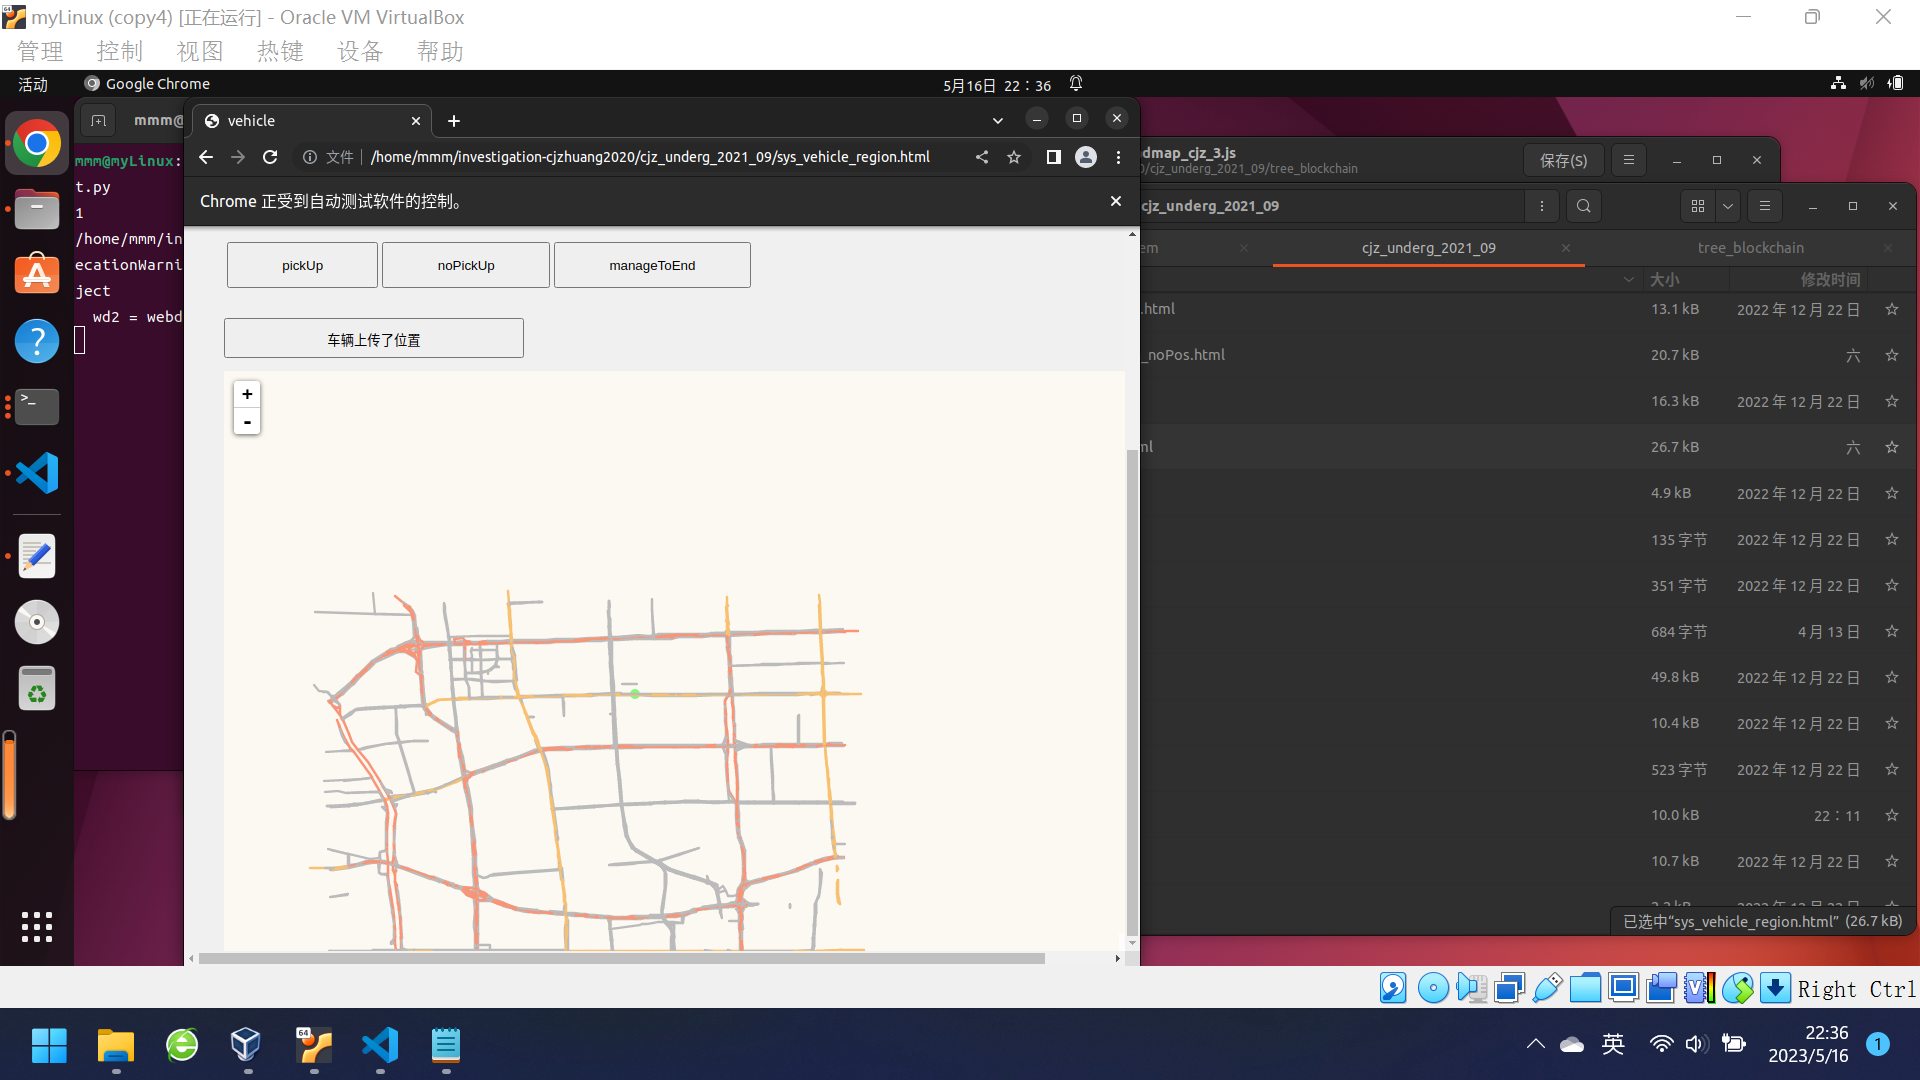 myLinux (copy4) [正在运行] - Oracle VM VirtualBox
管理 控制 视图 热键 设备 帮助
活动 Google Chrome 5月16日 22：36
mmm@
vehicle
文件 /home/mmm/investigation-cjzhuang2020/cjz_underg_2021_09/sys_vehicle_region.html
Chrome 正受到自动测试软件的控制。
mmm@myLinux:
t.py
1
/home/mmm/in
ecationWarni
ject
wd2 = webd
pickUp noPickUp manageToEnd
车辆上传了位置
+
-
dmap_cjz_3.js
0/cjz_underg_2021_09/tree_blockchain
保存(S)
cjz_underg_2021_09
em cjz_underg_2021_09 tree_blockchain
大小 修改时间
.html 13.1 kB 2022 年 12 月 22 日
_noPos.html 20.7 kB 六
16.3 kB 2022 年 12 月 22 日
ml 26.7 kB 六
4.9 kB 2022 年 12 月 22 日
135 字节 2022 年 12 月 22 日
351 字节 2022 年 12 月 22 日
684 字节 4 月 13 日
49.8 kB 2022 年 12 月 22 日
10.4 kB 2022 年 12 月 22 日
523 字节 2022 年 12 月 22 日
10.0 kB 22：11
10.7 kB 2022 年 12 月 22 日
已选中“sys_vehicle_region.html” (26.7 kB)
Right Ctrl
64
英
22:36
2023/5/16
1